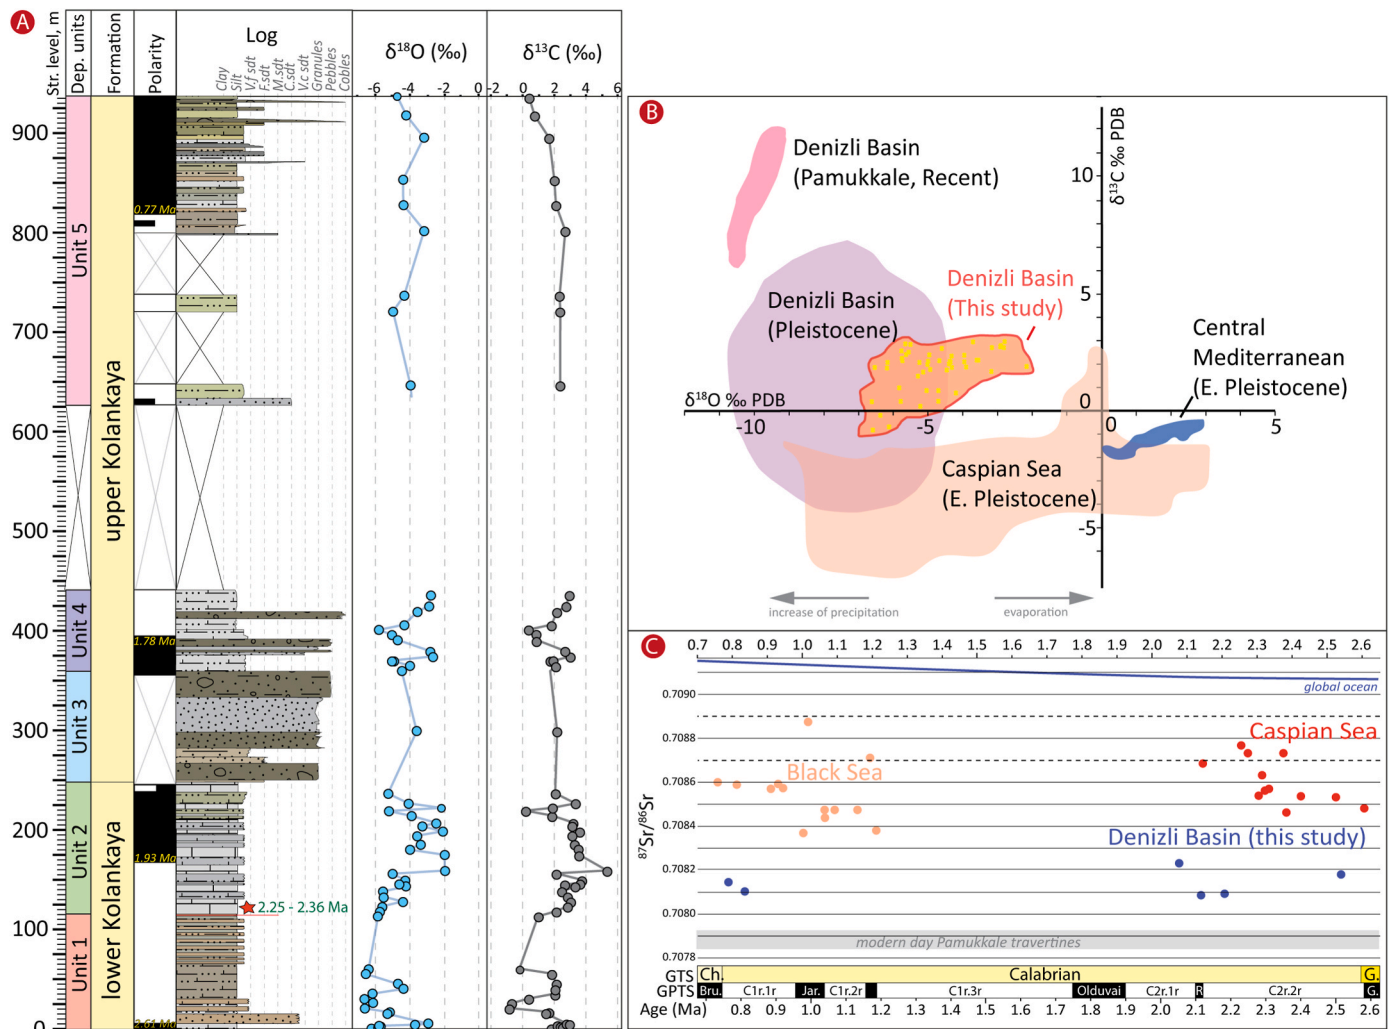 A
Str. level, m
Dep. units
Formation
Polarity
Log
Clay
Silt
V.f sdt
F.sdt
M.sdt
C.sdt
V.c sdt
Granules
Pebbles
Cobles
δ18O (‰)
-6 -4 -2 0
δ13C (‰)
-2 0 2 4 6
900
800
700
600
500
400
300
200
100
0
Unit 5
Unit 4
Unit 3
Unit 2
Unit 1
upper Kolankaya
lower Kolankaya
0.77 Ma
1.78 Ma
1.93 Ma
2.61 Ma
2.25 - 2.36 Ma
B
δ13C ‰ PDB
10
5
0
-5
δ18O ‰ PDB
-10 -5 0 5
Denizli Basin
(Pamukkale, Recent)
Denizli Basin
(Pleistocene)
Denizli Basin
(This study)
Central
Mediterranean
(E. Pleistocene)
Caspian Sea
(E. Pleistocene)
increase of precipitation
evaporation
C
0.7 0.8 0.9 1.0 1.1 1.2 1.3 1.4 1.5 1.6 1.7 1.8 1.9 2.0 2.1 2.2 2.3 2.4 2.5 2.6
global ocean
87Sr/86Sr
0.7090
0.7088
0.7086
0.7084
0.7082
0.7080
0.7078
Caspian Sea
Black Sea
Denizli Basin (this study)
modern day Pamukkale travertines
GTS Ch. Calabrian G.
GPTS Bru. C1r.1r Jar. C1r.2r C1r.3r Olduvai C2r.1r R C2r.2r G.
Age (Ma) 0.8 0.9 1.0 1.1 1.2 1.3 1.4 1.5 1.6 1.7 1.8 1.9 2.0 2.1 2.2 2.3 2.4 2.5 2.6